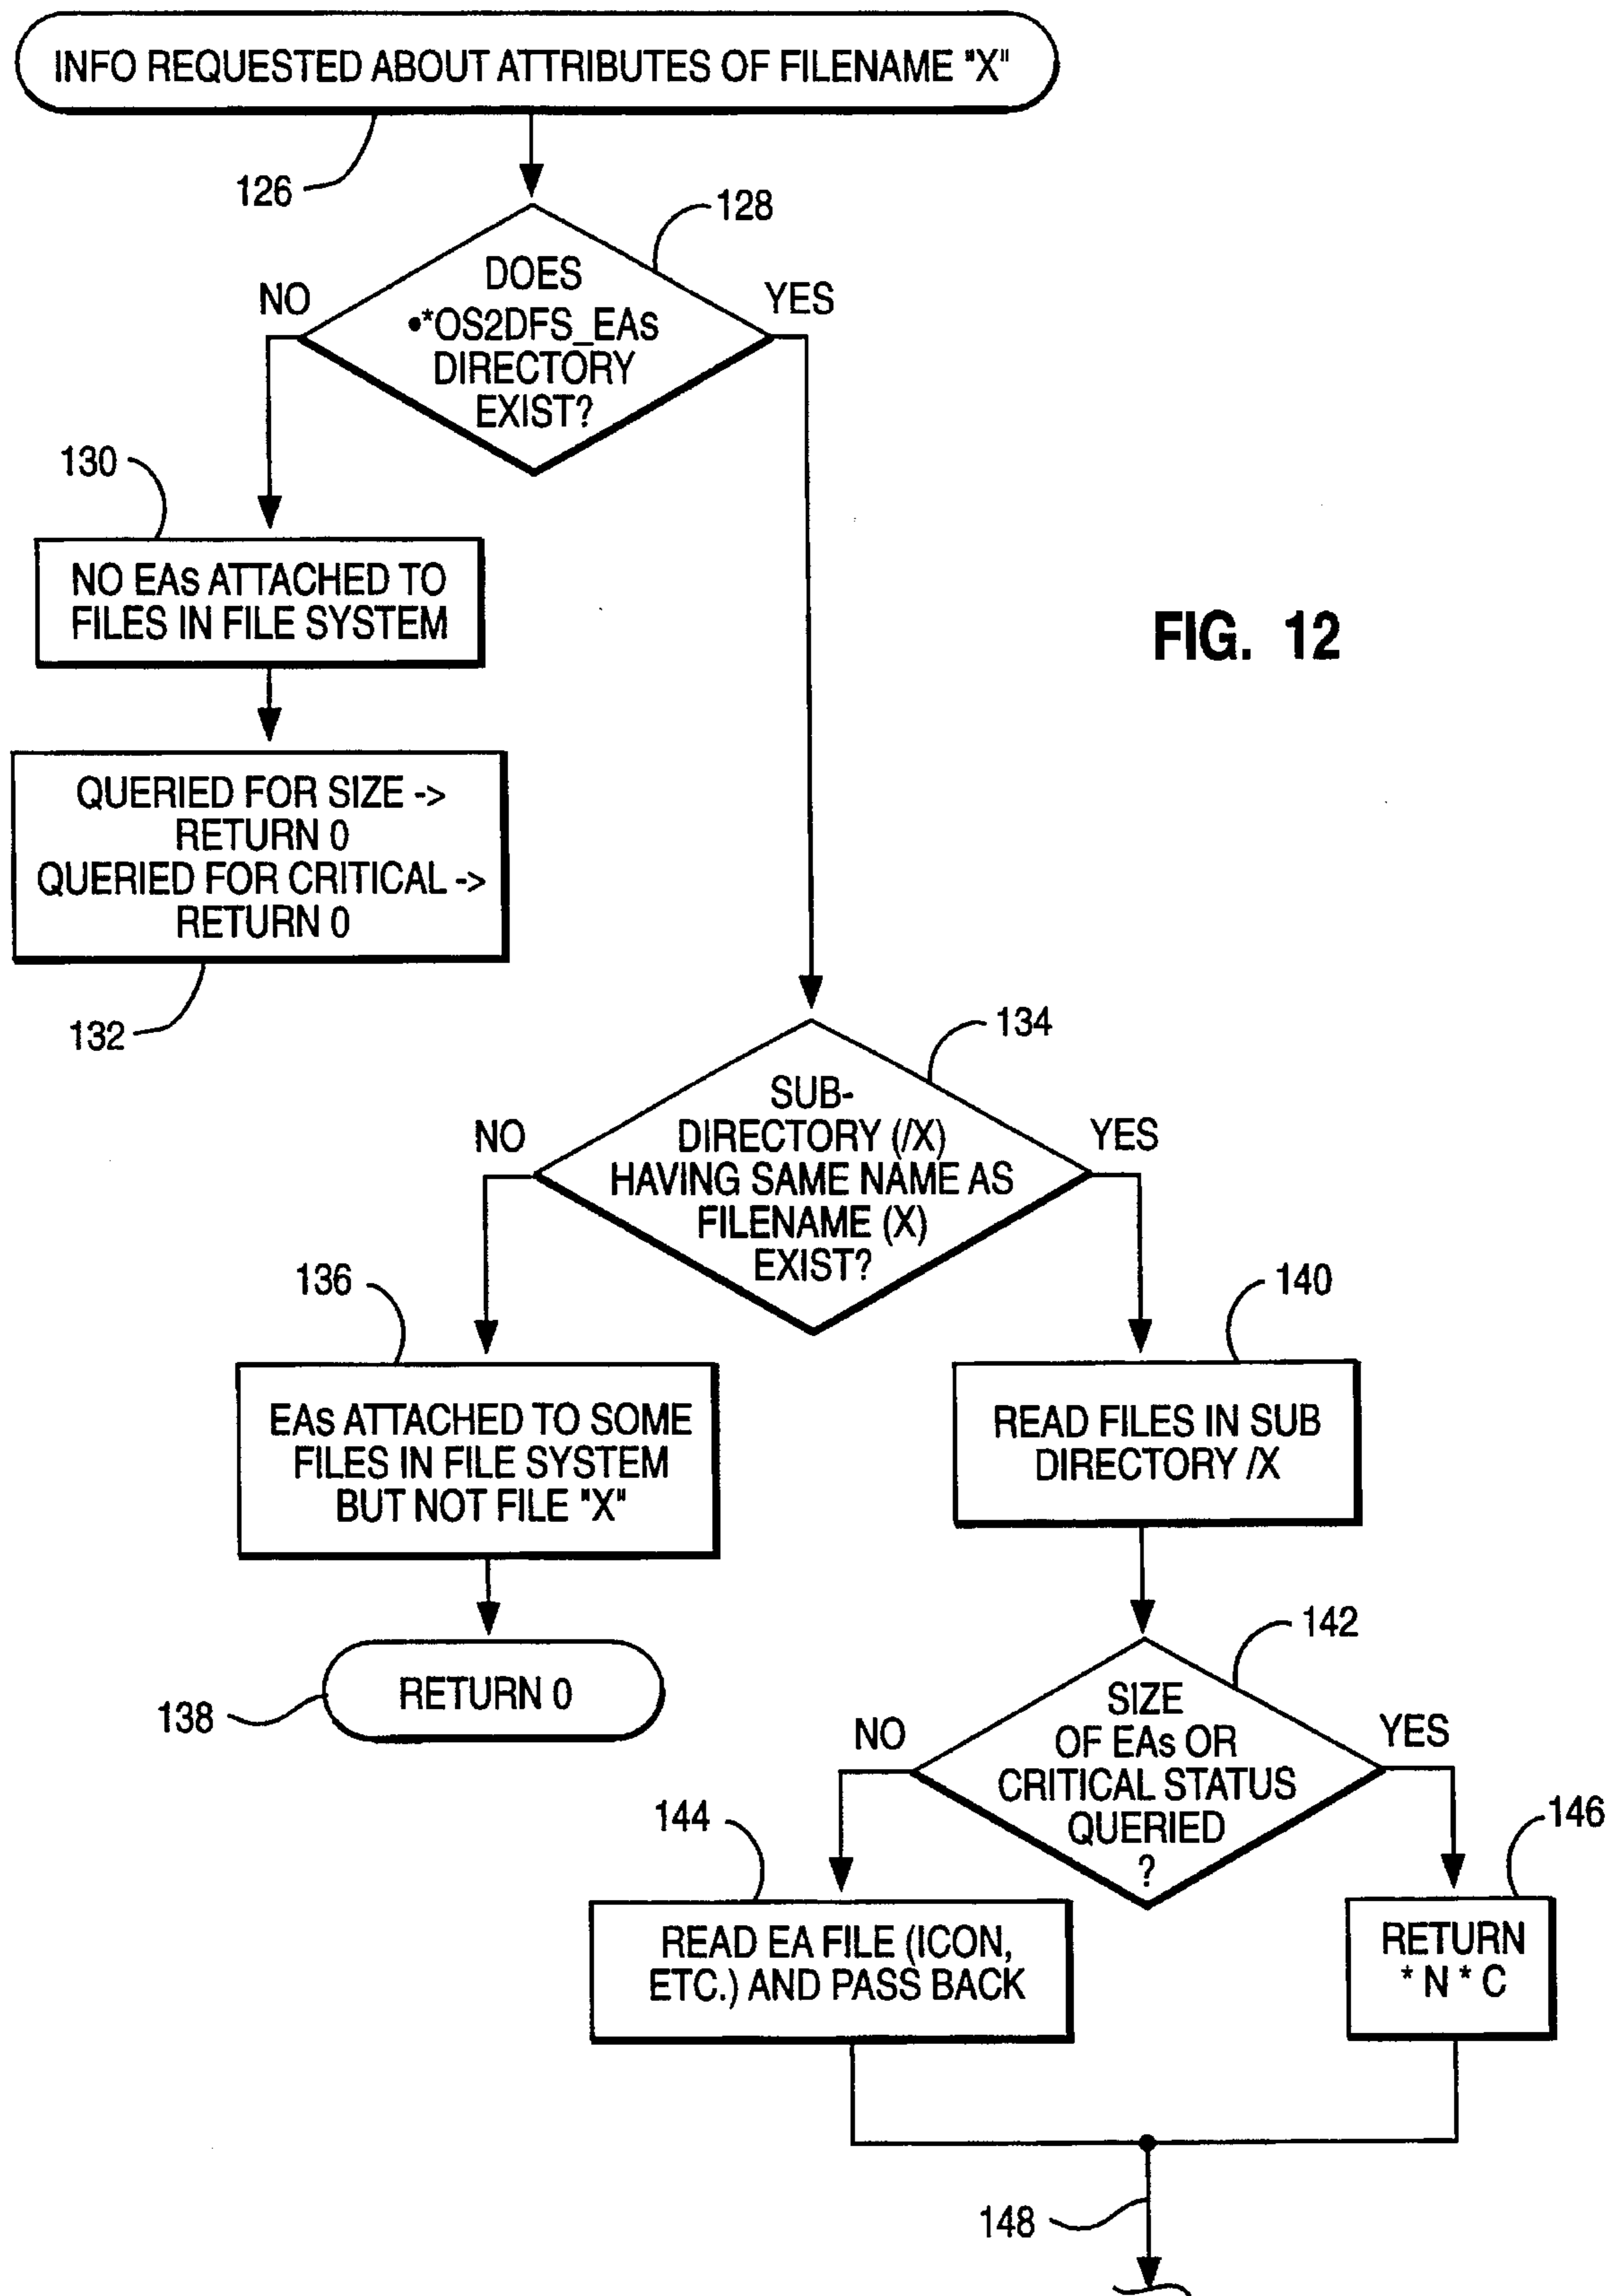 INFO REQUESTED ABOUT ATTRIBUTES OF FILENAME "X"
126
128
DOES
•*OS2DFS_EAs
DIRECTORY
EXIST?
NO
YES
130
NO EAs ATTACHED TO
FILES IN FILE SYSTEM
FIG. 12
QUERIED FOR SIZE ->
RETURN 0
QUERIED FOR CRITICAL ->
RETURN 0
132
134
SUB-
DIRECTORY (/X)
HAVING SAME NAME AS
FILENAME (X)
EXIST?
NO
YES
136
EAs ATTACHED TO SOME
FILES IN FILE SYSTEM
BUT NOT FILE "X"
140
READ FILES IN SUB
DIRECTORY /X
138
RETURN 0
142
SIZE
OF EAs OR
CRITICAL STATUS
QUERIED
?
NO
YES
144
READ EA FILE (ICON,
ETC.) AND PASS BACK
146
RETURN
* N * C
148